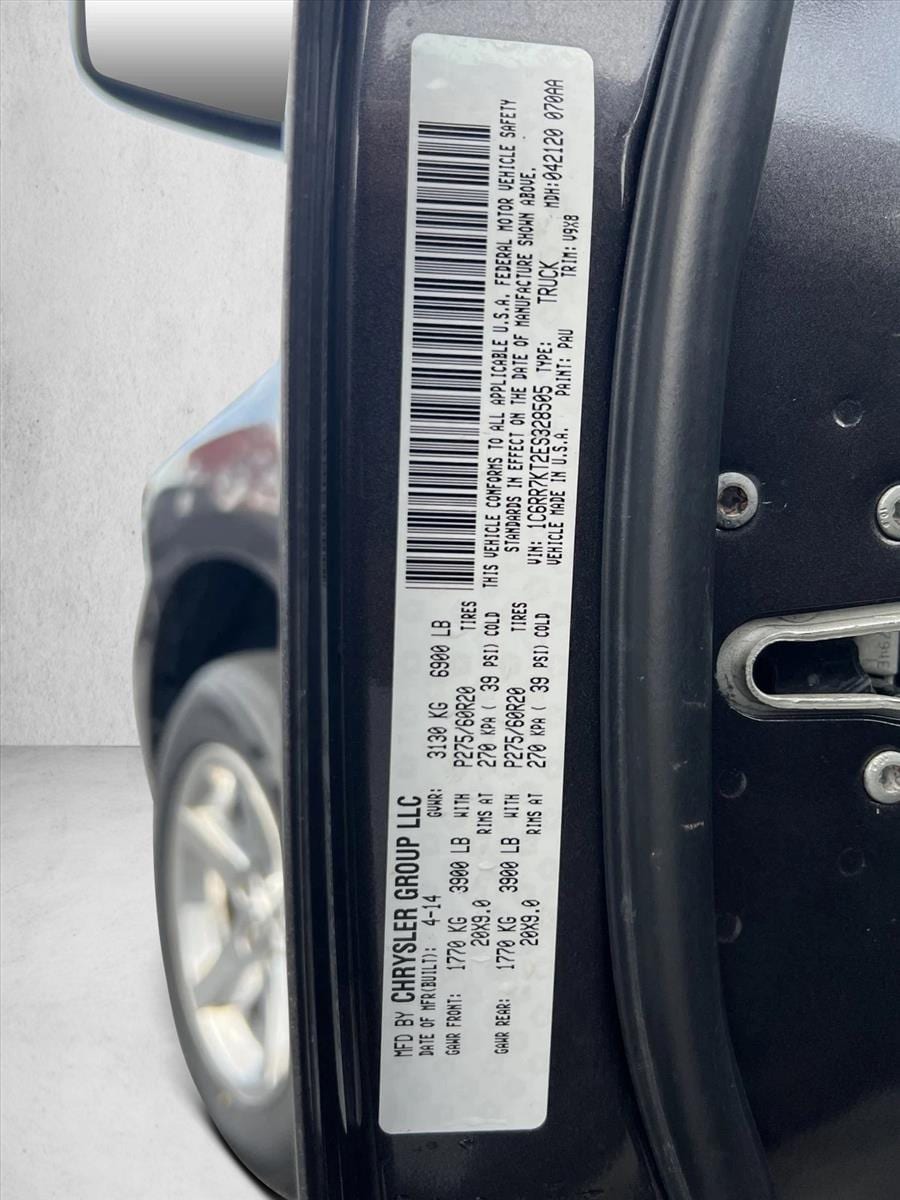 MFD BY CHRYSLER GROUP LLC
DATE OF MFR(BUILT): 4-14 GVWR: 3130 KG 6900 LB
GAWR FRONT: 1770 KG 3900 LB WITH P275/60R20 TIRES
20X9.0 RIMS AT 270 KPA ( 39 PSI) COLD
GAWR REAR: 1770 KG 3900 LB WITH P275/60R20 TIRES
20X9.0 RIMS AT 270 KPA ( 39 PSI) COLD
THIS VEHICLE CONFORMS TO ALL APPLICABLE U.S.A. FEDERAL MOTOR VEHICLE SAFETY
STANDARDS IN EFFECT ON THE DATE OF MANUFACTURE SHOWN ABOVE.
VIN: 1C6RR7KT2ES328505 TYPE: TRUCK MDH:042120 070AA
VEHICLE MADE IN U.S.A. PAINT: PAU TRIM: V9X8